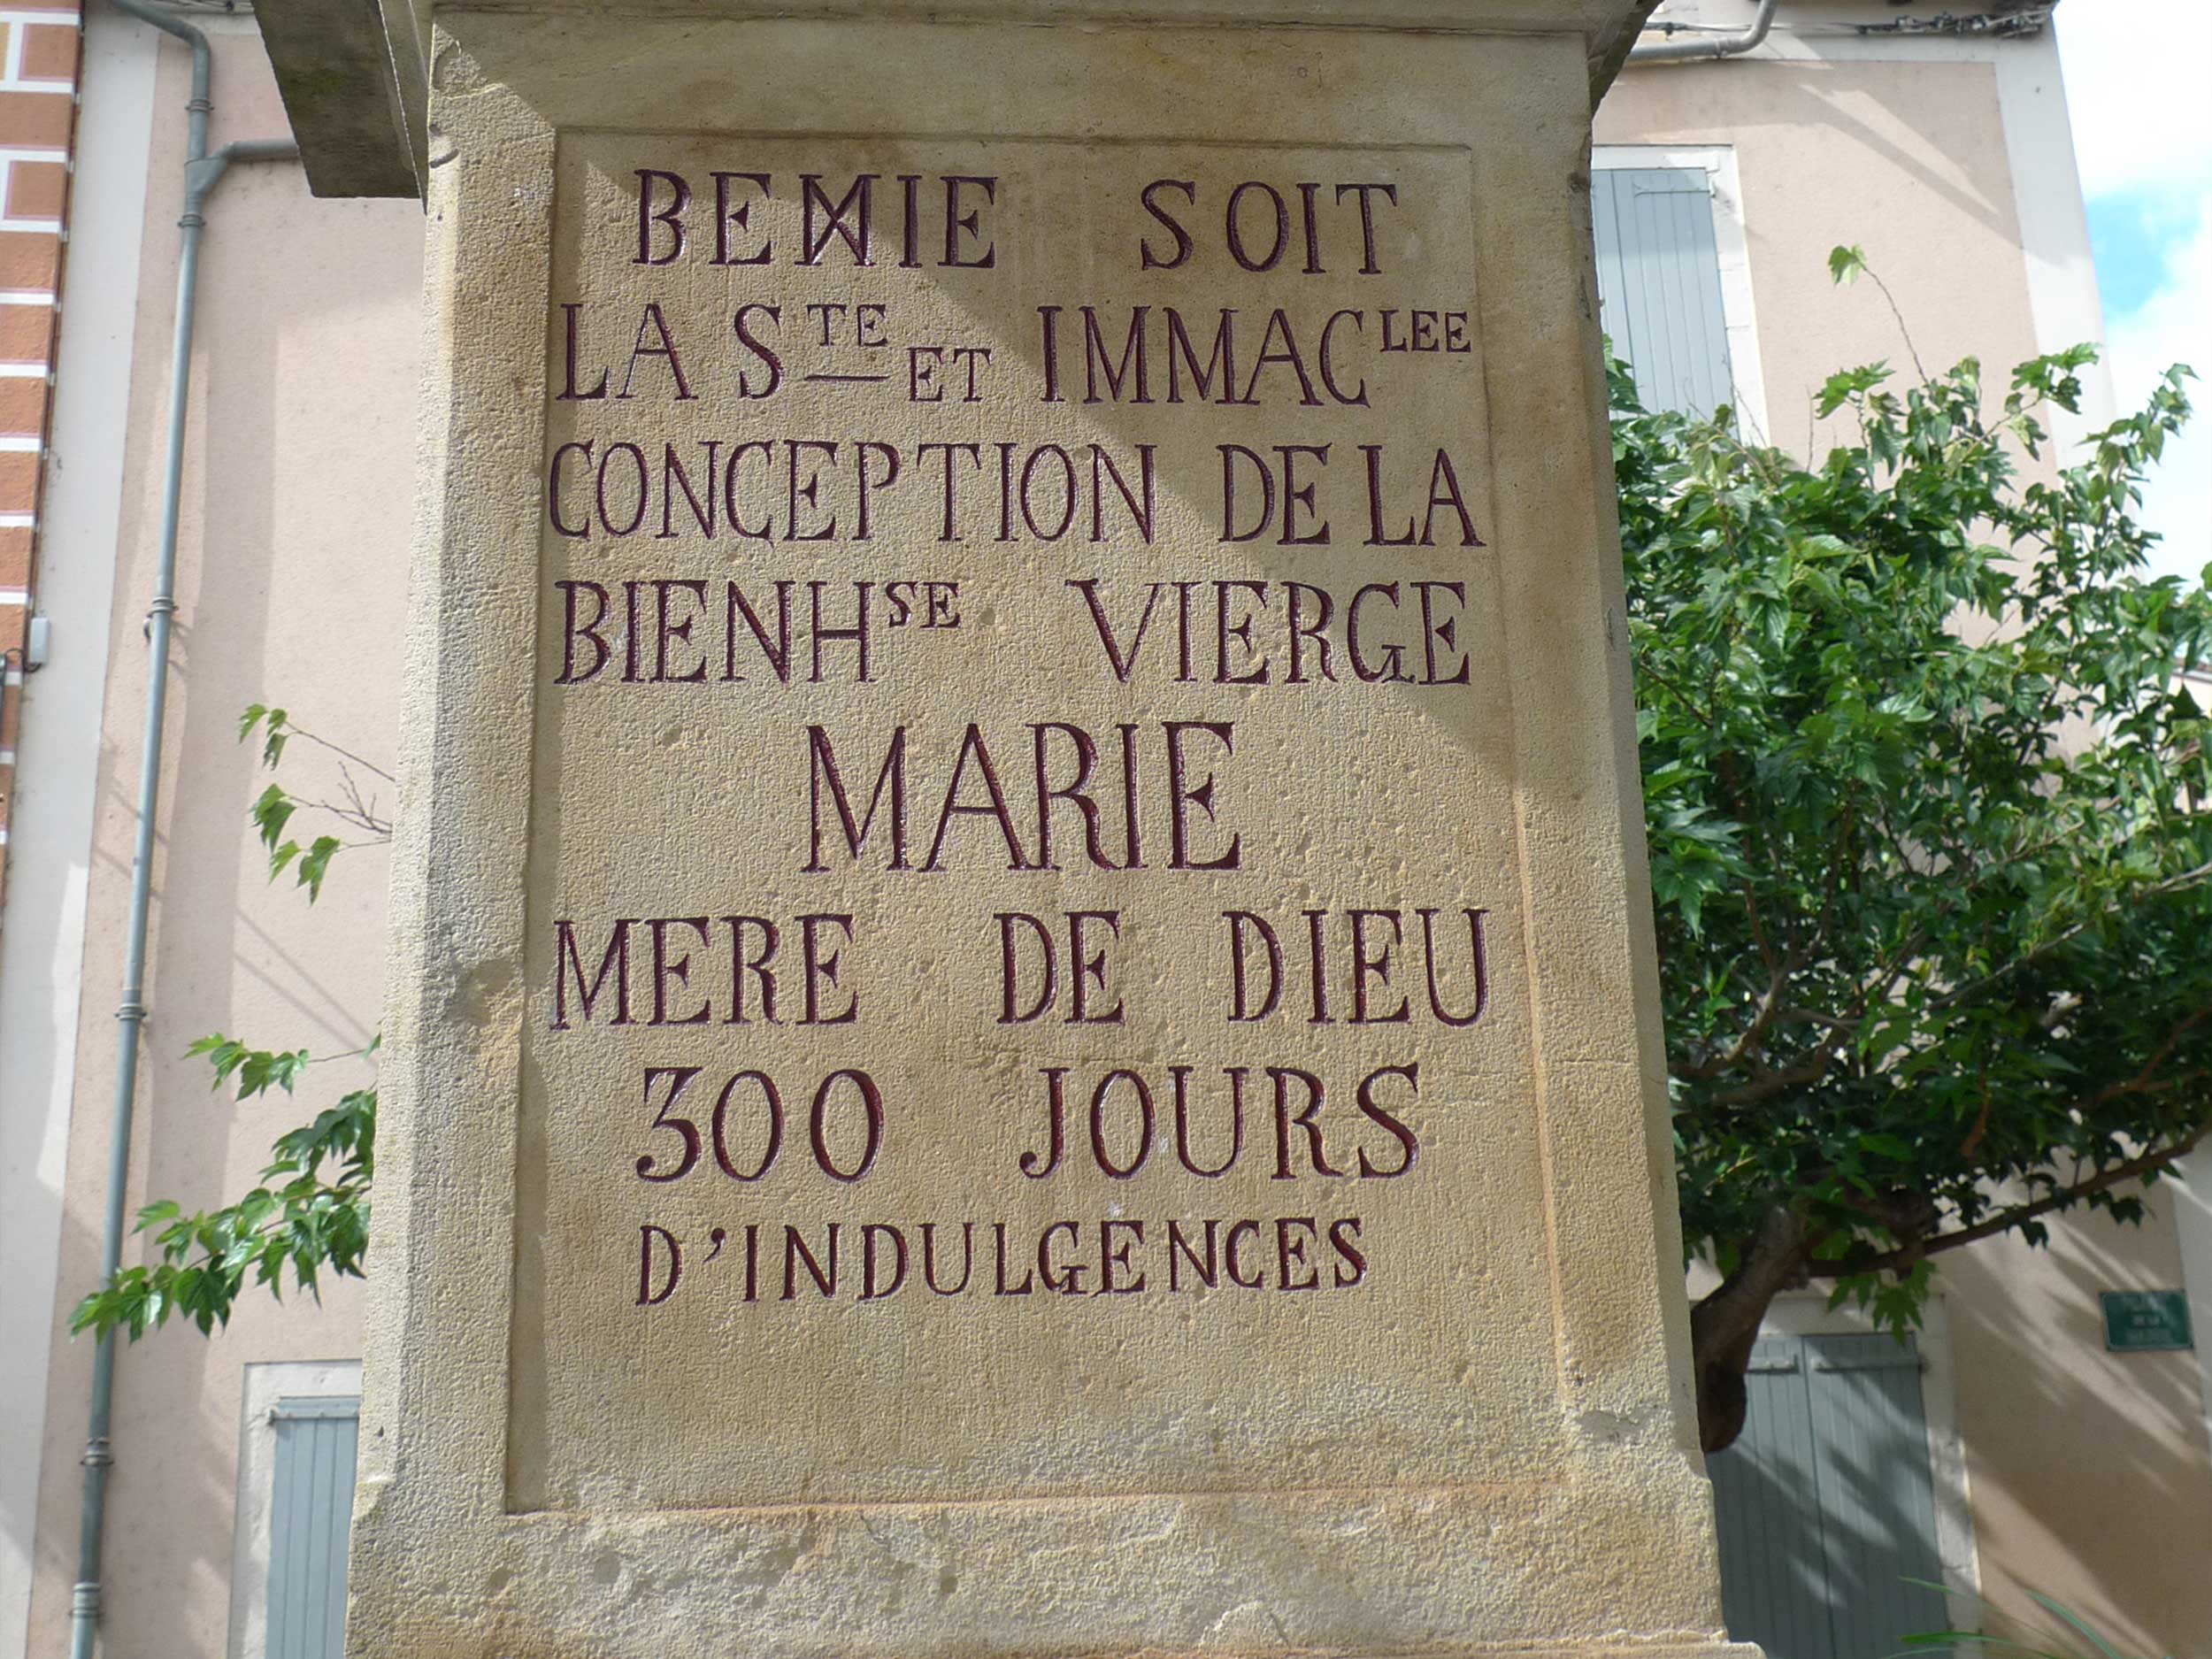 BENIE SOIT
LA STE ET IMMACLEE
CONCEPTION DE LA
BIENHSE VIERGE
MARIE
MERE DE DIEU
300 JOURS
D'INDULGENCES